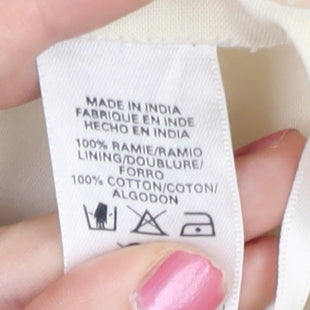 MADE IN INDIA
FABRIQUE EN INDE
HECHO EN INDIA
100% RAMIE/RAMIO
LINING/DOUBLURE/
FORRO
100% COTTON/COTON/
ALGODON